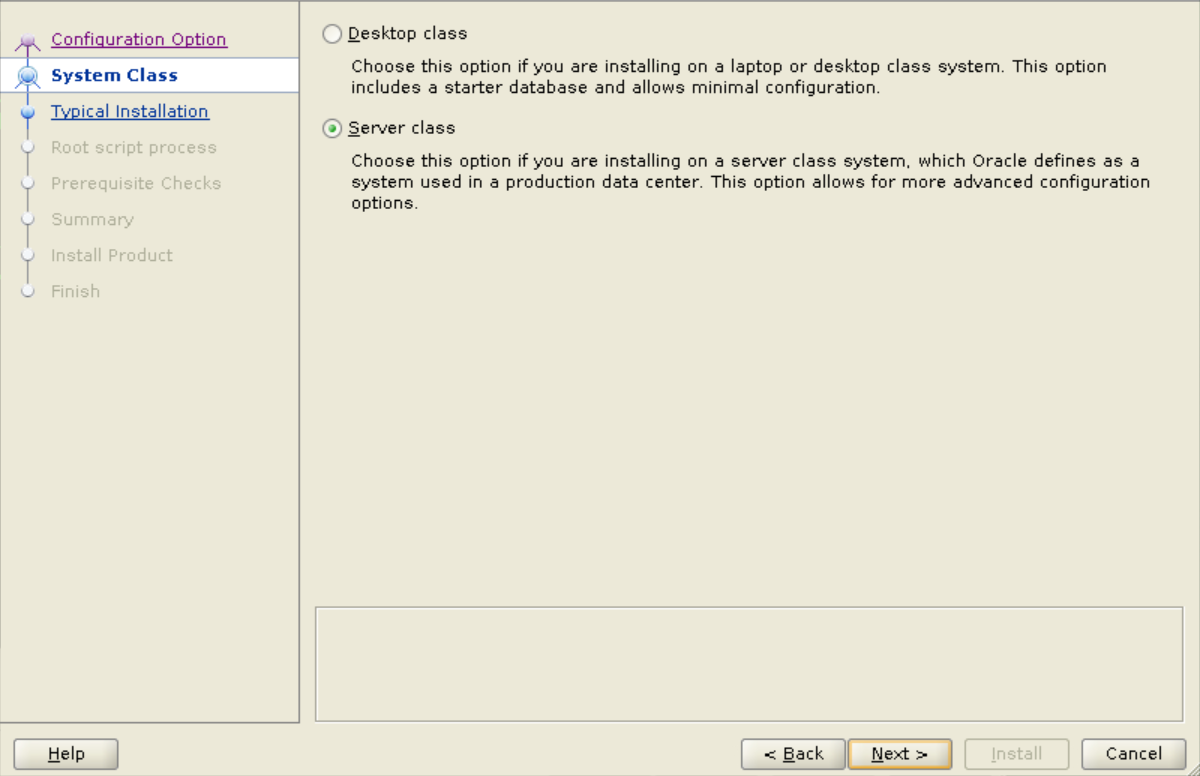 Configuration Option
System Class
Typical Installation
Root script process
Prerequisite Checks
Summary
Install Product
Finish
Desktop class
Choose this option if you are installing on a laptop or desktop class system. This option
includes a starter database and allows minimal configuration.
Server class
Choose this option if you are installing on a server class system, which Oracle defines as a
system used in a production data center. This option allows for more advanced configuration
options.
Help
< Back
Next >
Install
Cancel